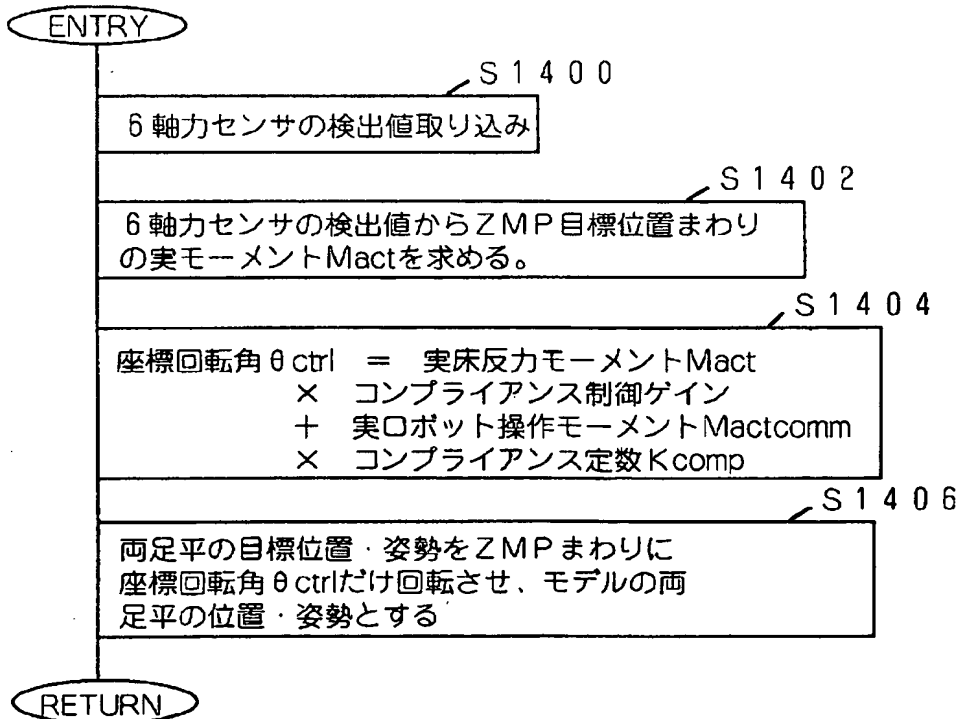 ENTRY
S1400
6軸力センサの検出値取り込み
S1402
6軸力センサの検出値からZMP目標位置まわり
の実モーメントMactを求める。
S1404
座標回転角θctrl = 実床反力モーメントMact
× コンプライアンス制御ゲイン
+ 実ロボット操作モーメントMactcomm
× コンプライアンス定数Kcomp
S1406
両足平の目標位置・姿勢をZMPまわりに
座標回転角θctrlだけ回転させ、モデルの両
足平の位置・姿勢とする
RETURN